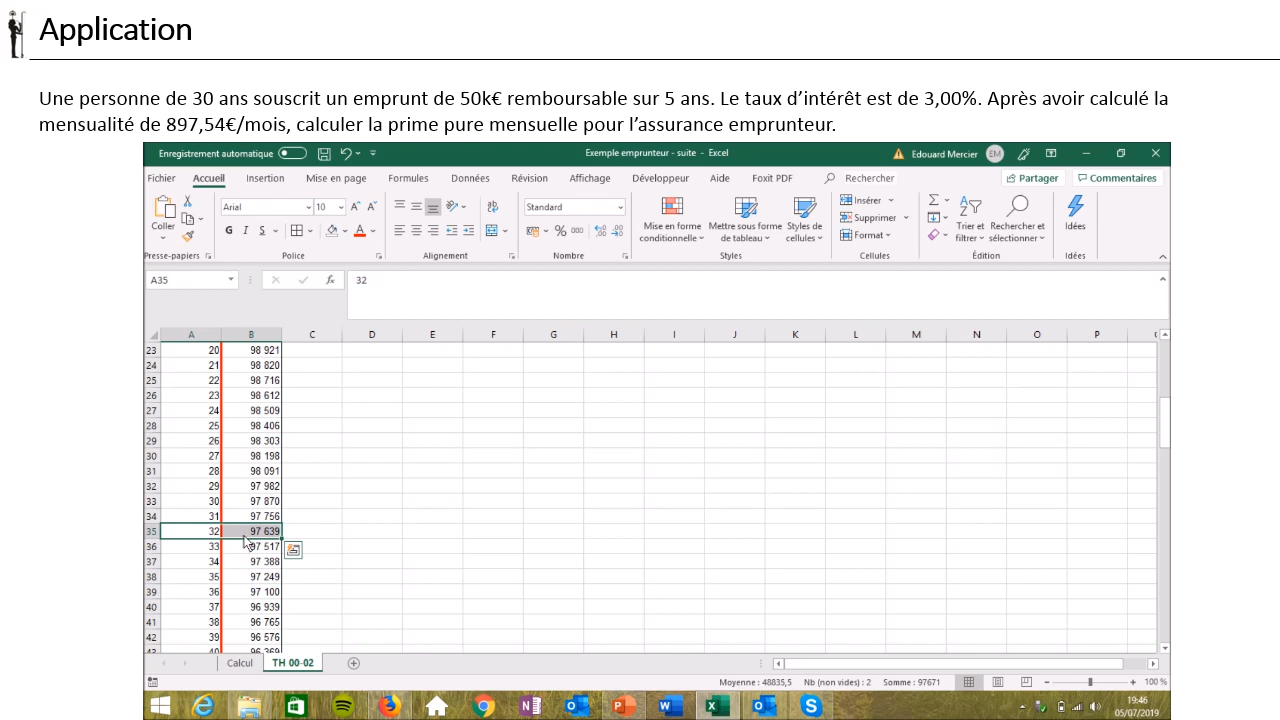 Application
Une personne de 30 ans souscrit un emprunt de 50k€ remboursable sur 5 ans. Le taux d’intérêt est de 3,00%. Après avoir calculé la
mensualité de 897,54€/mois, calculer la prime pure mensuelle pour l’assurance emprunteur.
Enregistrement automatique Exemple emprunteur - suite - Excel Edouard Mercier EM
Fichier Accueil Insertion Mise en page Formules Données Révision Affichage Développeur Aide Foxit PDF Rechercher Partager Commentaires
Coller Arial 10 Standard Mise en forme conditionnelle Mettre sous forme de tableau Styles de cellules Insérer Supprimer Format Trier et filtrer Rechercher et sélectionner Idées
G I S % 000
Presse-papiers Police Alignement Nombre Styles Cellules Édition Idées
A35 fx 32
A B C D E F G H I J K L M N O P
23 20 98 921
24 21 98 820
25 22 98 716
26 23 98 612
27 24 98 509
28 25 98 406
29 26 98 303
30 27 98 198
31 28 98 091
32 29 97 982
33 30 97 870
34 31 97 756
35 32 97 639
36 33 97 517
37 34 97 388
38 35 97 249
39 36 97 100
40 37 96 939
41 38 96 765
42 39 96 576
43 40 96 369
Calcul TH 00-02
Moyenne : 48835,5 Nb (non vides) : 2 Somme : 97671 100 %
19:46
05/07/2019